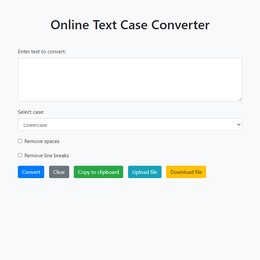 Online Text Case Converter
Enter text to convert:
Select case:
Lowercase
Remove spaces
Remove line breaks
Convert Clear Copy to clipboard Upload file Download file